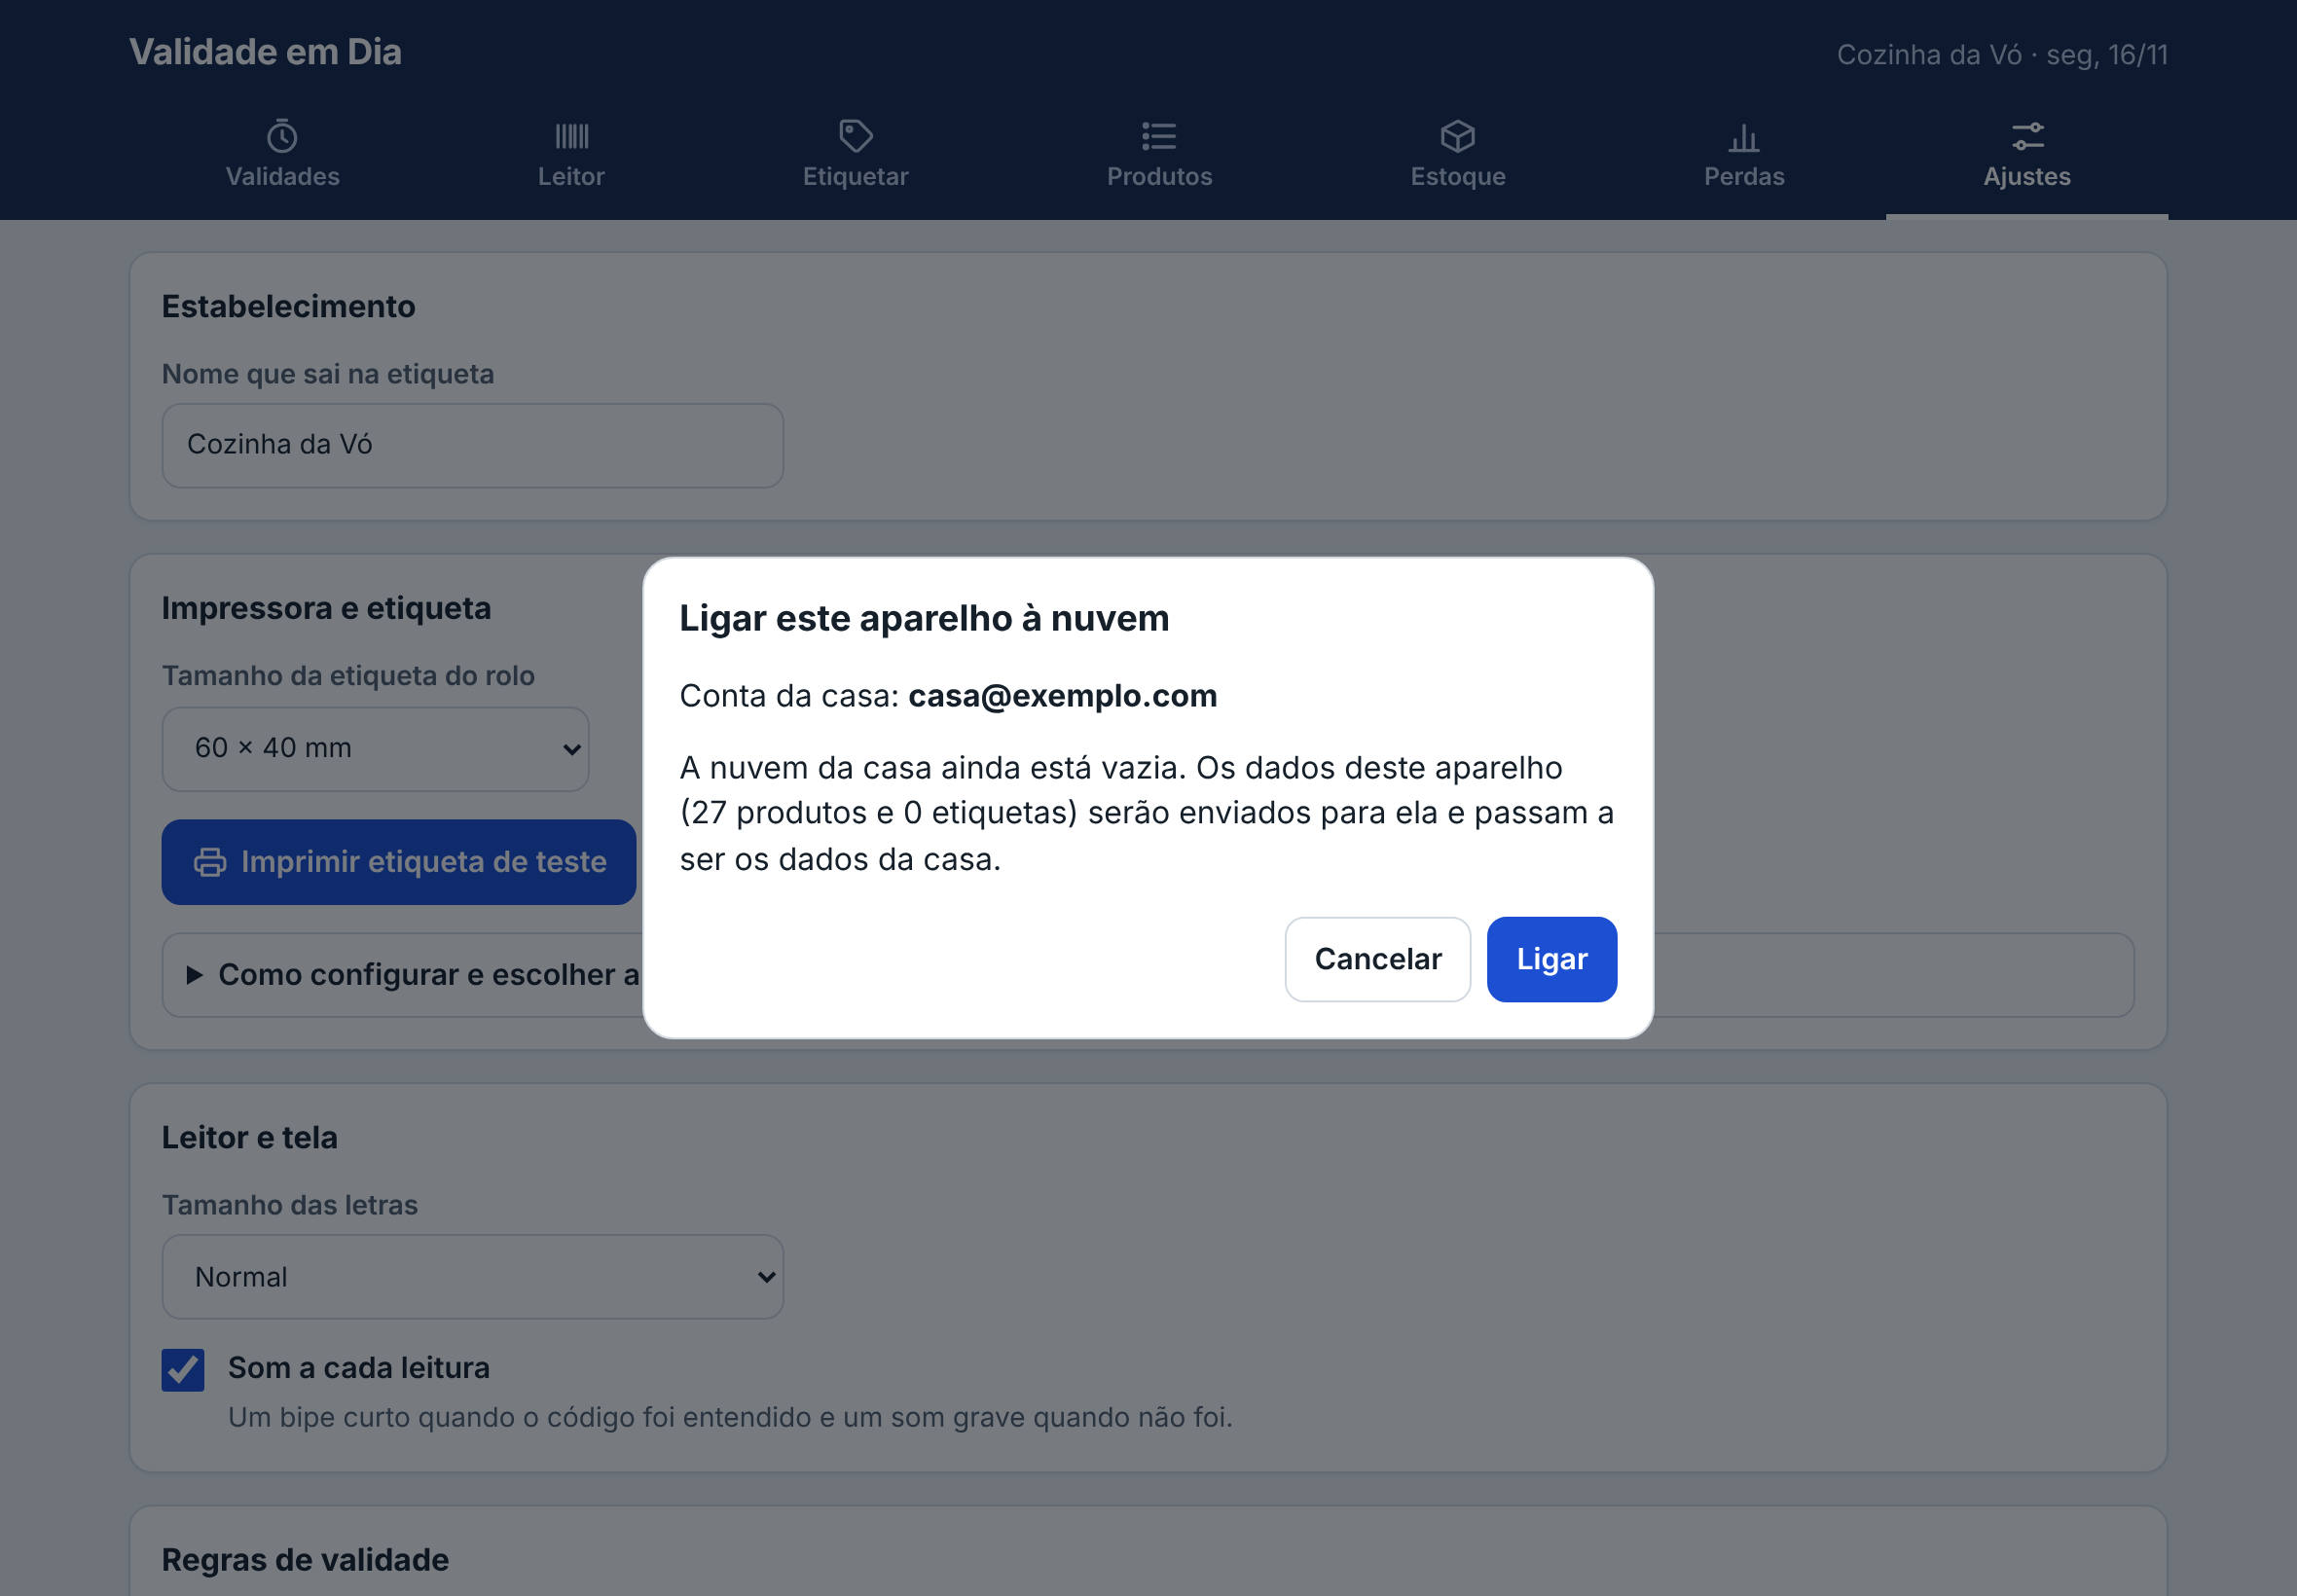 Validade em Dia
Cozinha da Vó · seg, 16/11
Validades
Leitor
Etiquetar
Produtos
Estoque
Perdas
Ajustes
Estabelecimento
Nome que sai na etiqueta
Cozinha da Vó
Impressora e etiqueta
Tamanho da etiqueta do rolo
60 × 40 mm
Imprimir etiqueta de teste
Como configurar e escolher a
Ligar este aparelho à nuvem
Conta da casa: casa@exemplo.com
A nuvem da casa ainda está vazia. Os dados deste aparelho
(27 produtos e 0 etiquetas) serão enviados para ela e passam a
ser os dados da casa.
Cancelar
Ligar
Leitor e tela
Tamanho das letras
Normal
Som a cada leitura
Um bipe curto quando o código foi entendido e um som grave quando não foi.
Regras de validade